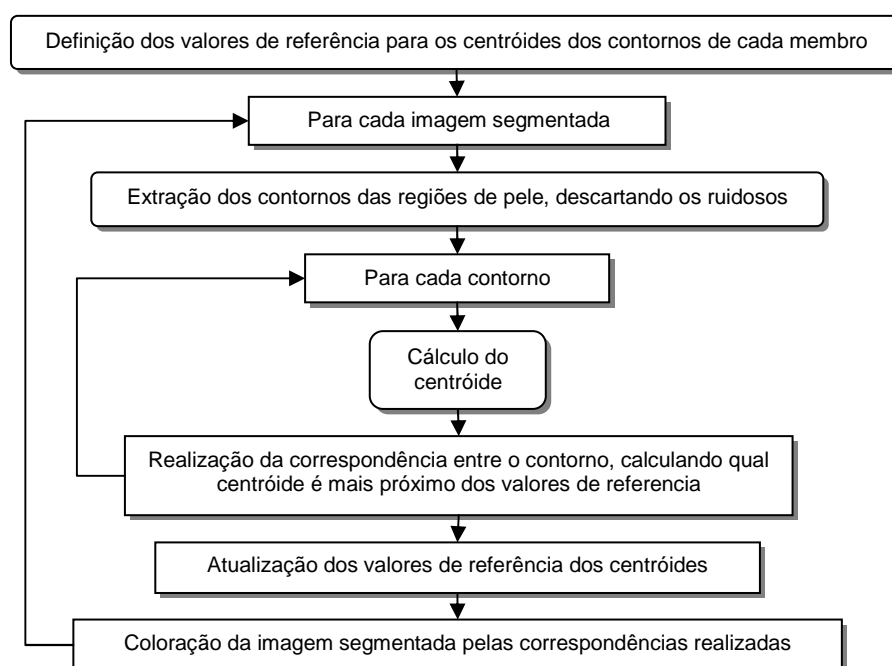 Definição dos valores de referência para os centróides dos contornos de cada membro
Para cada imagem segmentada
Extração dos contornos das regiões de pele, descartando os ruidosos
Para cada contorno
Cálculo do
centróide
Realização da correspondência entre o contorno, calculando qual
centróide é mais próximo dos valores de referencia
Atualização dos valores de referência dos centróides
Coloração da imagem segmentada pelas correspondências realizadas